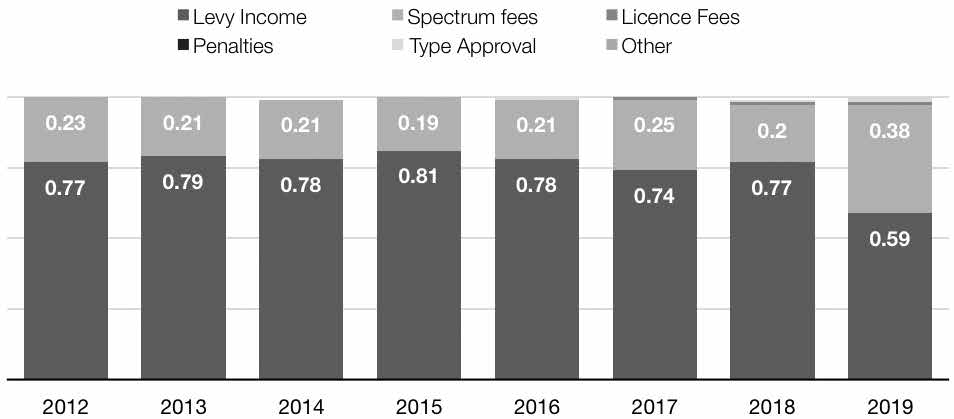 Levy Income Spectrum fees Licence Fees
Penalties Type Approval Other
0.23 0.21 0.21 0.19 0.21 0.25 0.2 0.38
0.77 0.79 0.78 0.81 0.78 0.74 0.77 0.59
2012 2013 2014 2015 2016 2017 2018 2019